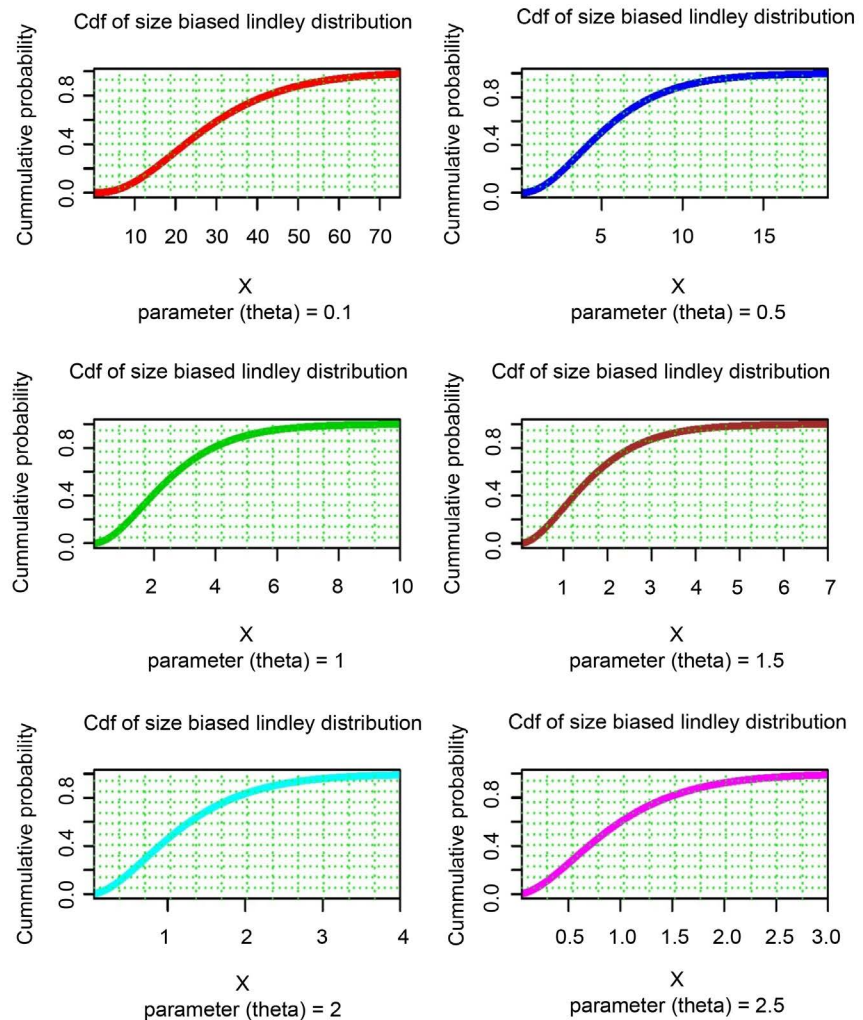 Cdf of size biased lindley distribution
Cummulative probability
0.0 0.4 0.8
10 20 30 40 50 60 70
X
parameter (theta) = 0.1
Cdf of size biased lindley distribution
Cummulative probability
0.0 0.4 0.8
5 10 15
X
parameter (theta) = 0.5
Cdf of size biased lindley distribution
Cummulative probability
0.0 0.4 0.8
2 4 6 8 10
X
parameter (theta) = 1
Cdf of size biased lindley distribution
Cummulative probability
0.0 0.4 0.8
1 2 3 4 5 6 7
X
parameter (theta) = 1.5
Cdf of size biased lindley distribution
Cummulative probability
0.0 0.4 0.8
1 2 3 4
X
parameter (theta) = 2
Cdf of size biased lindley distribution
Cummulative probability
0.0 0.4 0.8
0.5 1.0 1.5 2.0 2.5 3.0
X
parameter (theta) = 2.5